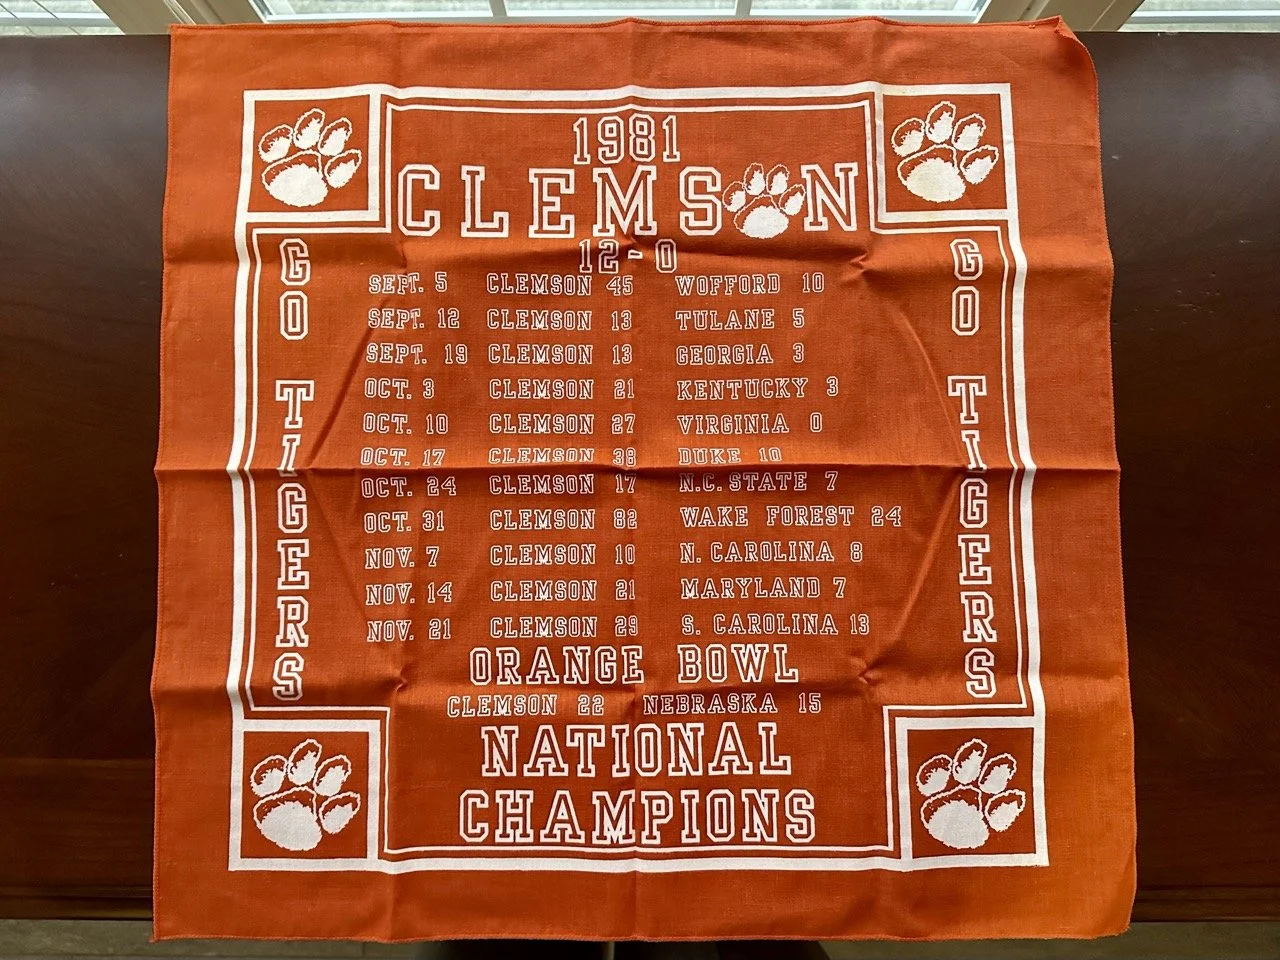 1981
CLEMSON
12-0
GO TIGERS
GO TIGERS
SEPT. 5 CLEMSON 45 WOFFORD 10
SEPT. 12 CLEMSON 13 TULANE 5
SEPT. 19 CLEMSON 13 GEORGIA 3
OCT. 3 CLEMSON 21 KENTUCKY 3
OCT. 10 CLEMSON 27 VIRGINIA 0
OCT. 17 CLEMSON 38 DUKE 10
OCT. 24 CLEMSON 17 N.C. STATE 7
OCT. 31 CLEMSON 82 WAKE FOREST 24
NOV. 7 CLEMSON 10 N. CAROLINA 8
NOV. 14 CLEMSON 21 MARYLAND 7
NOV. 21 CLEMSON 29 S. CAROLINA 13
ORANGE BOWL
CLEMSON 22 NEBRASKA 15
NATIONAL
CHAMPIONS